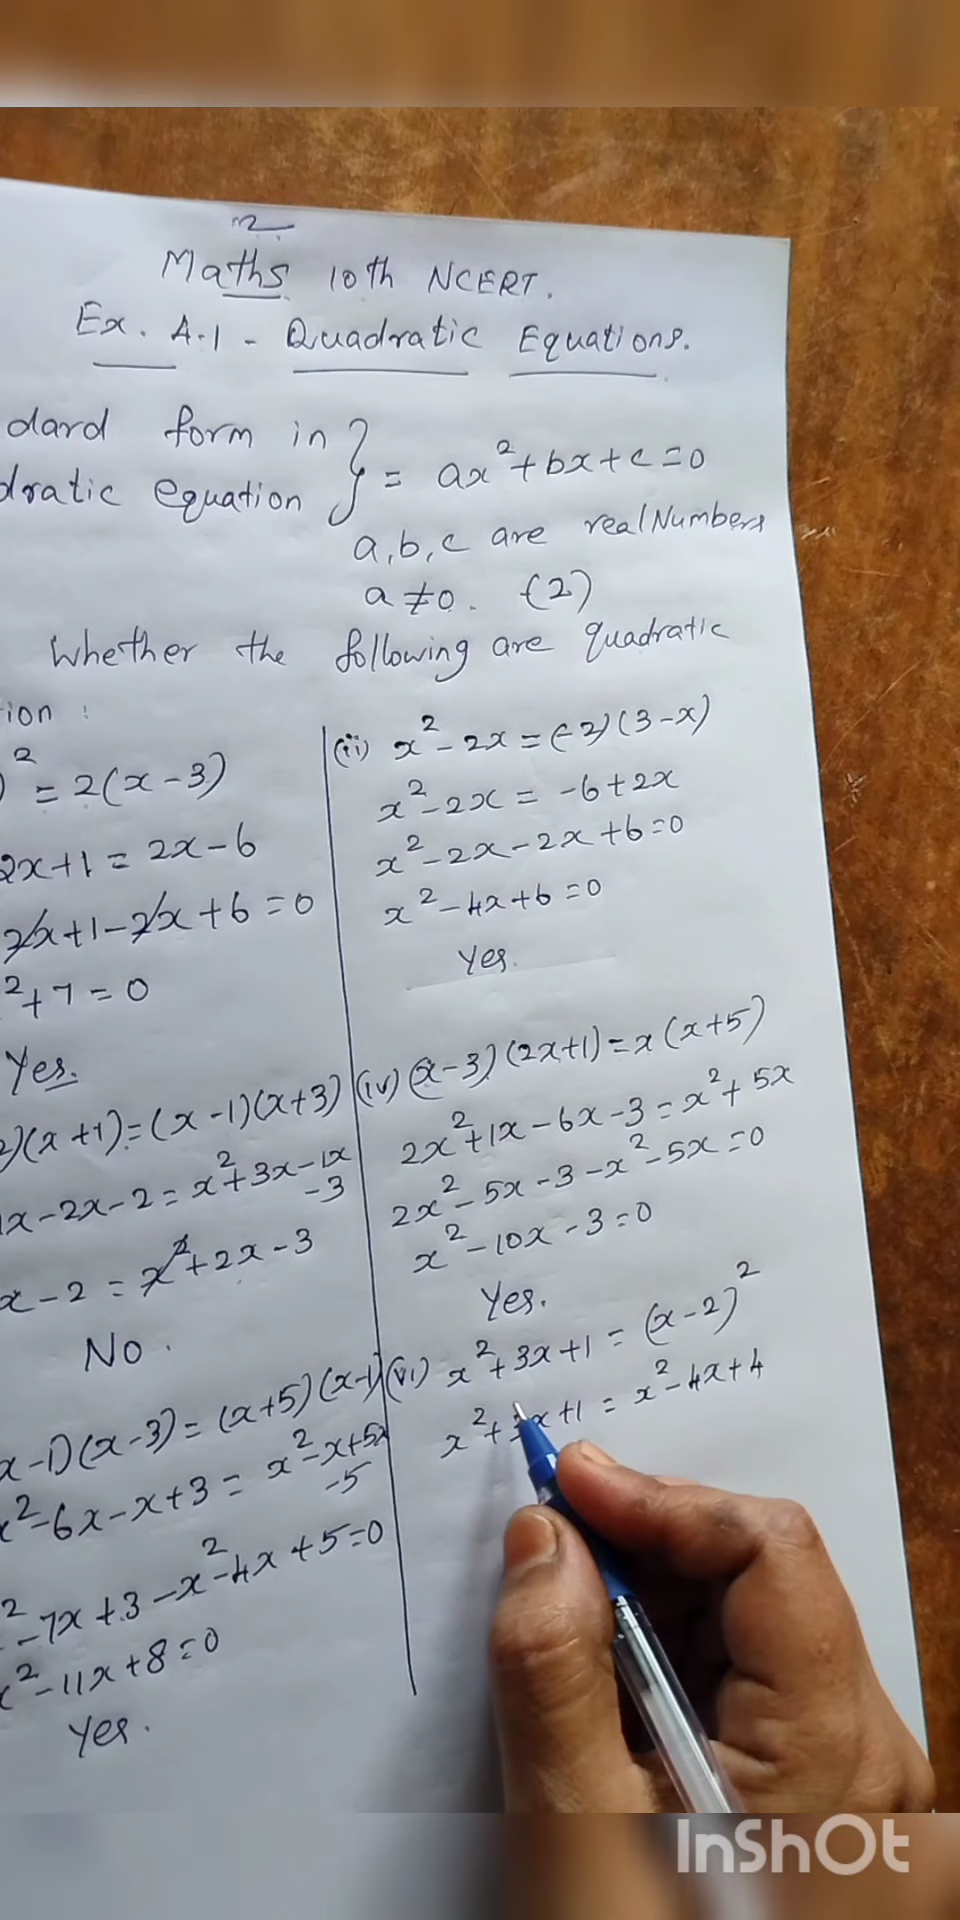 Maths 10th NCERT.
Ex. 4.1 - Quadratic Equations.
dard form in
dratic equation } = ax²+bx+c=0
a,b,c are realNumbers
a≠0. (2)
Whether the following are quadratic
ion :
)² = 2(x-3)
2x+1 = 2x-6
2x+1-2x+6=0
²+7=0
Yes.
(ii) x²-2x=(-2)(3-x)
x²-2x = -6+2x
x²-2x-2x+6=0
x²-4x+6=0
Yes.
)(x+1)=(x-1)(x+3)
x-2x-2=x²+3x-1x
-3
x-2=x²+2x-3
No.
(iv) (x-3)(2x+1)=x(x+5)
2x²+1x-6x-3=x²+5x
2x²-5x-3-x²-5x=0
x²-10x-3=0
Yes.
x-1)(x-3)=(x+5)(x-1)
x²-6x-x+3=x²-x+5x
-5
²-7x+3-x²-4x+5=0
x²-11x+8=0
Yes.
(vi) x²+3x+1=(x-2)²
x²+3x+1=x²-4x+4
InShOt